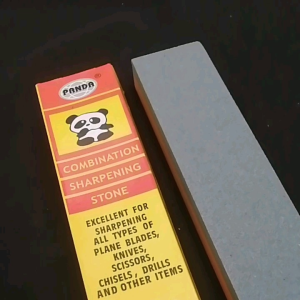 PANDA
COMBINATION
SHARPENING
STONE
EXCELLENT FOR
SHARPENING
ALL TYPES OF
PLANE BLADES,
KNIVES,
SCISSORS,
CHISELS, DRILLS
AND OTHER ITEMS